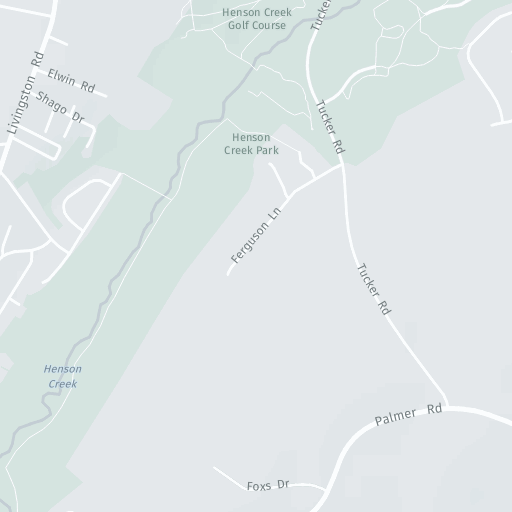 Henson Creek
Golf Course
Tucker
Livingston Rd
Elwin Rd
Shago Dr
Tucker Rd
Henson
Creek Park
Ferguson Ln
Tucker Rd
Henson
Creek
Palmer Rd
Foxs Dr